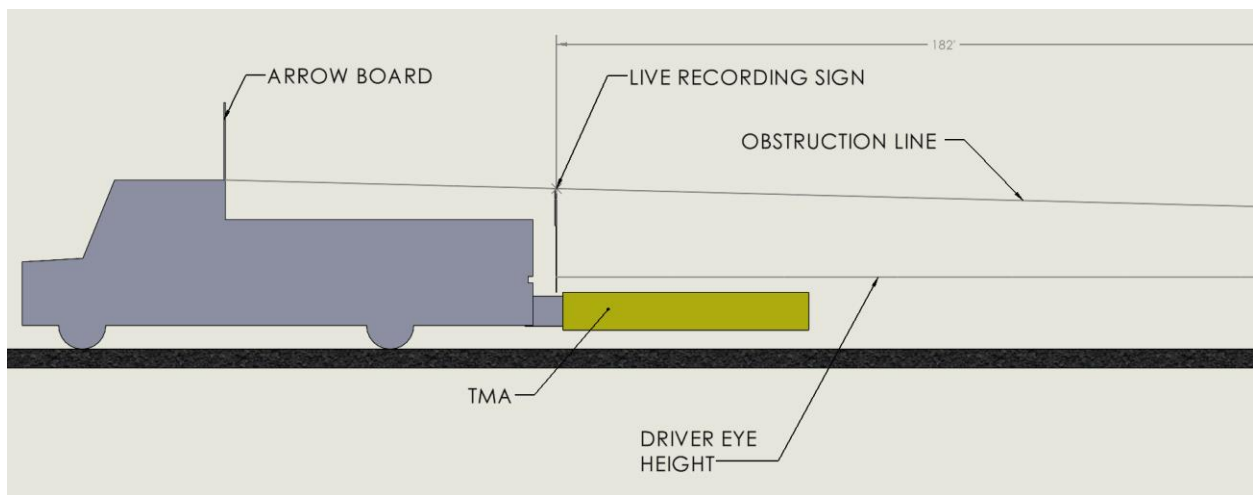 182'
ARROW BOARD
LIVE RECORDING SIGN
OBSTRUCTION LINE
TMA
DRIVER EYE
HEIGHT